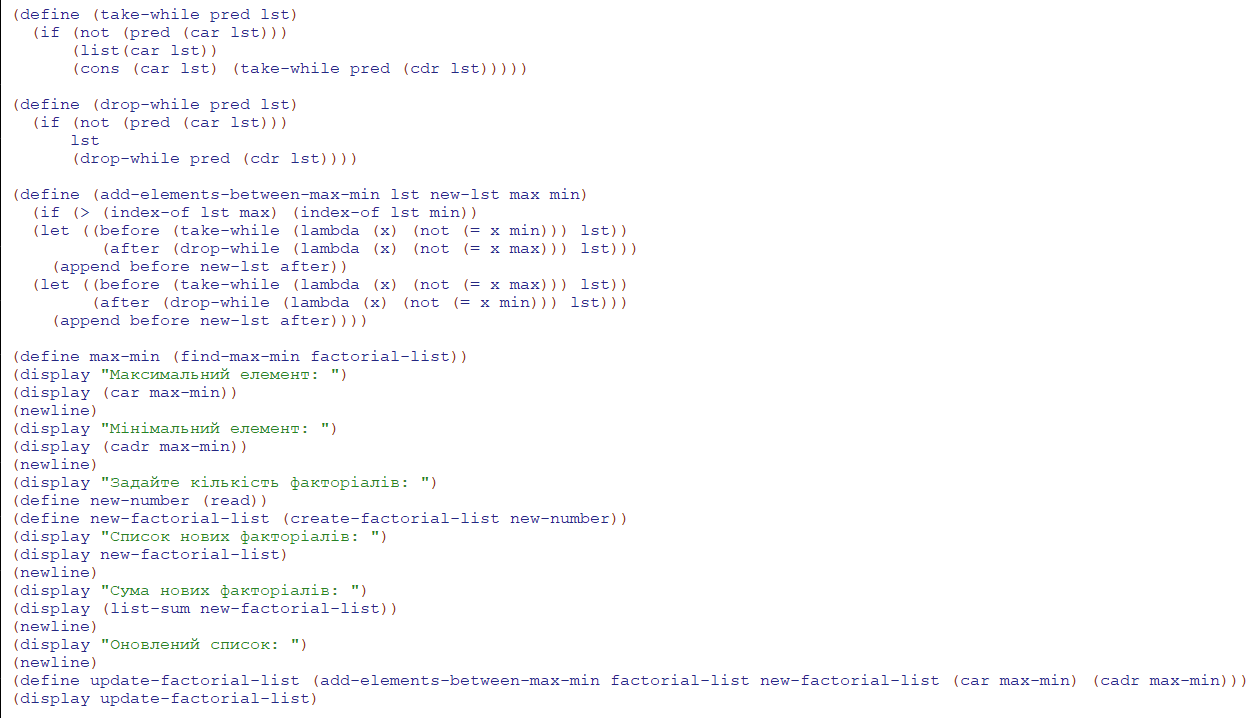 (define (take-while pred lst)
  (if (not (pred (car lst)))
      (list(car lst))
      (cons (car lst) (take-while pred (cdr lst)))))

(define (drop-while pred lst)
  (if (not (pred (car lst)))
      lst
      (drop-while pred (cdr lst))))

(define (add-elements-between-max-min lst new-lst max min)
  (if (> (index-of lst max) (index-of lst min))
  (let ((before (take-while (lambda (x) (not (= x min))) lst))
         (after (drop-while (lambda (x) (not (= x max))) lst)))
    (append before new-lst after))
  (let ((before (take-while (lambda (x) (not (= x max))) lst))
        (after (drop-while (lambda (x) (not (= x min))) lst)))
    (append before new-lst after))))

(define max-min (find-max-min factorial-list))
(display "Максимальний елемент: ")
(display (car max-min))
(newline)
(display "Мінімальний елемент: ")
(display (cadr max-min))
(newline)
(display "Задайте кількість факторіалів: ")
(define new-number (read))
(define new-factorial-list (create-factorial-list new-number))
(display "Список нових факторіалів: ")
(display new-factorial-list)
(newline)
(display "Сума нових факторіалів: ")
(display (list-sum new-factorial-list))
(newline)
(display "Оновлений список: ")
(newline)
(define update-factorial-list (add-elements-between-max-min factorial-list new-factorial-list (car max-min) (cadr max-min)))
(display update-factorial-list)